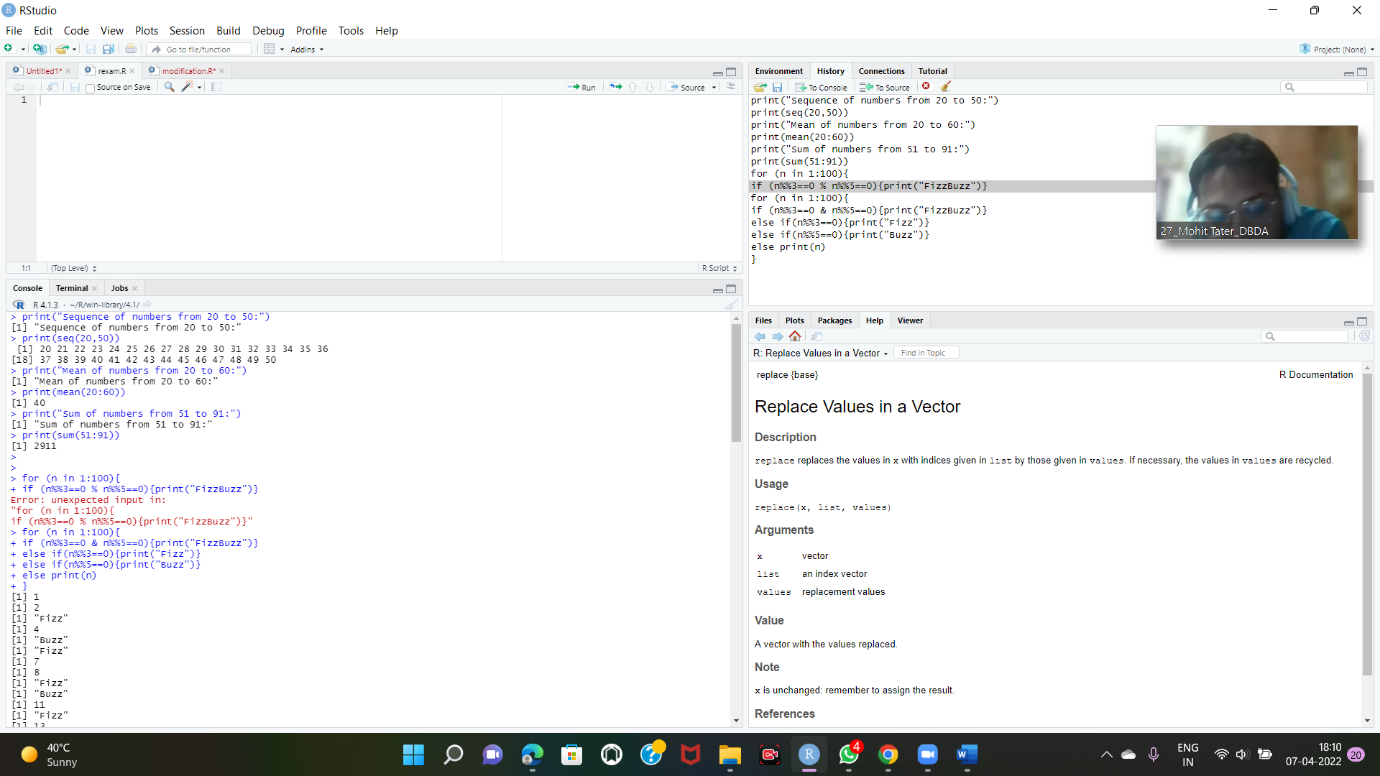 RStudio
File Edit Code View Plots Session Build Debug Profile Tools Help
Go to file/function Addins Project: (None)
Untitled1* rexam.R modification.R*
Source on Save Run Source
1
1:1 (Top Level) R Script
Console Terminal Jobs
R 4.1.3 · ~/R/win-library/4.1/
> print("Sequence of numbers from 20 to 50:")
[1] "Sequence of numbers from 20 to 50:"
> print(seq(20,50))
[1] 20 21 22 23 24 25 26 27 28 29 30 31 32 33 34 35 36
[18] 37 38 39 40 41 42 43 44 45 46 47 48 49 50
> print("Mean of numbers from 20 to 60:")
[1] "Mean of numbers from 20 to 60:"
> print(mean(20:60))
[1] 40
> print("Sum of numbers from 51 to 91:")
[1] "Sum of numbers from 51 to 91:"
> print(sum(51:91))
[1] 2911
>
>
> for (n in 1:100){
+ if (n%%3==0 % n%%5==0){print("FizzBuzz")}
Error: unexpected input in:
"for (n in 1:100){
if (n%%3==0 % n%%5==0){print("FizzBuzz")}"
> for (n in 1:100){
+ if (n%%3==0 & n%%5==0){print("FizzBuzz")}
+ else if(n%%3==0){print("Fizz")}
+ else if(n%%5==0){print("Buzz")}
+ else print(n)
+ }
[1] 1
[1] 2
[1] "Fizz"
[1] 4
[1] "Buzz"
[1] "Fizz"
[1] 7
[1] 8
[1] "Fizz"
[1] "Buzz"
[1] 11
[1] "Fizz"
[1] 13
Environment History Connections Tutorial
To Console To Source
print("Sequence of numbers from 20 to 50:")
print(seq(20,50))
print("Mean of numbers from 20 to 60:")
print(mean(20:60))
print("Sum of numbers from 51 to 91:")
print(sum(51:91))
for (n in 1:100){
if (n%%3==0 % n%%5==0){print("FizzBuzz")}
for (n in 1:100){
if (n%%3==0 & n%%5==0){print("FizzBuzz")}
else if(n%%3==0){print("Fizz")}
else if(n%%5==0){print("Buzz")}
else print(n)
}
27_Mohit Tater_DBDA
Files Plots Packages Help Viewer
R: Replace Values in a Vector Find in Topic
replace {base} R Documentation
Replace Values in a Vector
Description
replace replaces the values in x with indices given in list by those given in values. If necessary, the values in values are recycled.
Usage
replace(x, list, values)
Arguments
x vector
list an index vector
values replacement values
Value
A vector with the values replaced.
Note
x is unchanged: remember to assign the result.
References
40°C
Sunny
4
ENG
IN
18:10
07-04-2022
20